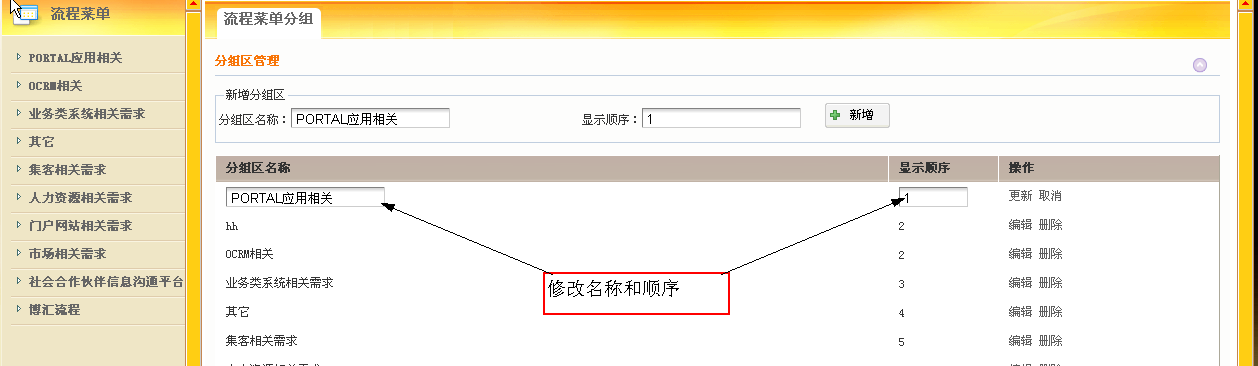 流程菜单
PORTAL应用相关
OCRM相关
业务类系统相关需求
其它
集客相关需求
人力资源相关需求
门户网站相关需求
市场相关需求
社会合作伙伴信息沟通平台
博汇流程
流程菜单分组
分组区管理
新增分组区
分组区名称： PORTAL应用相关 显示顺序： 1 新增
分组区名称 显示顺序 操作
PORTAL应用相关 1 更新 取消
hh 2 编辑 删除
OCRM相关 2 编辑 删除
业务类系统相关需求 3 编辑 删除
修改名称和顺序
其它 4 编辑 删除
集客相关需求 5 编辑 删除